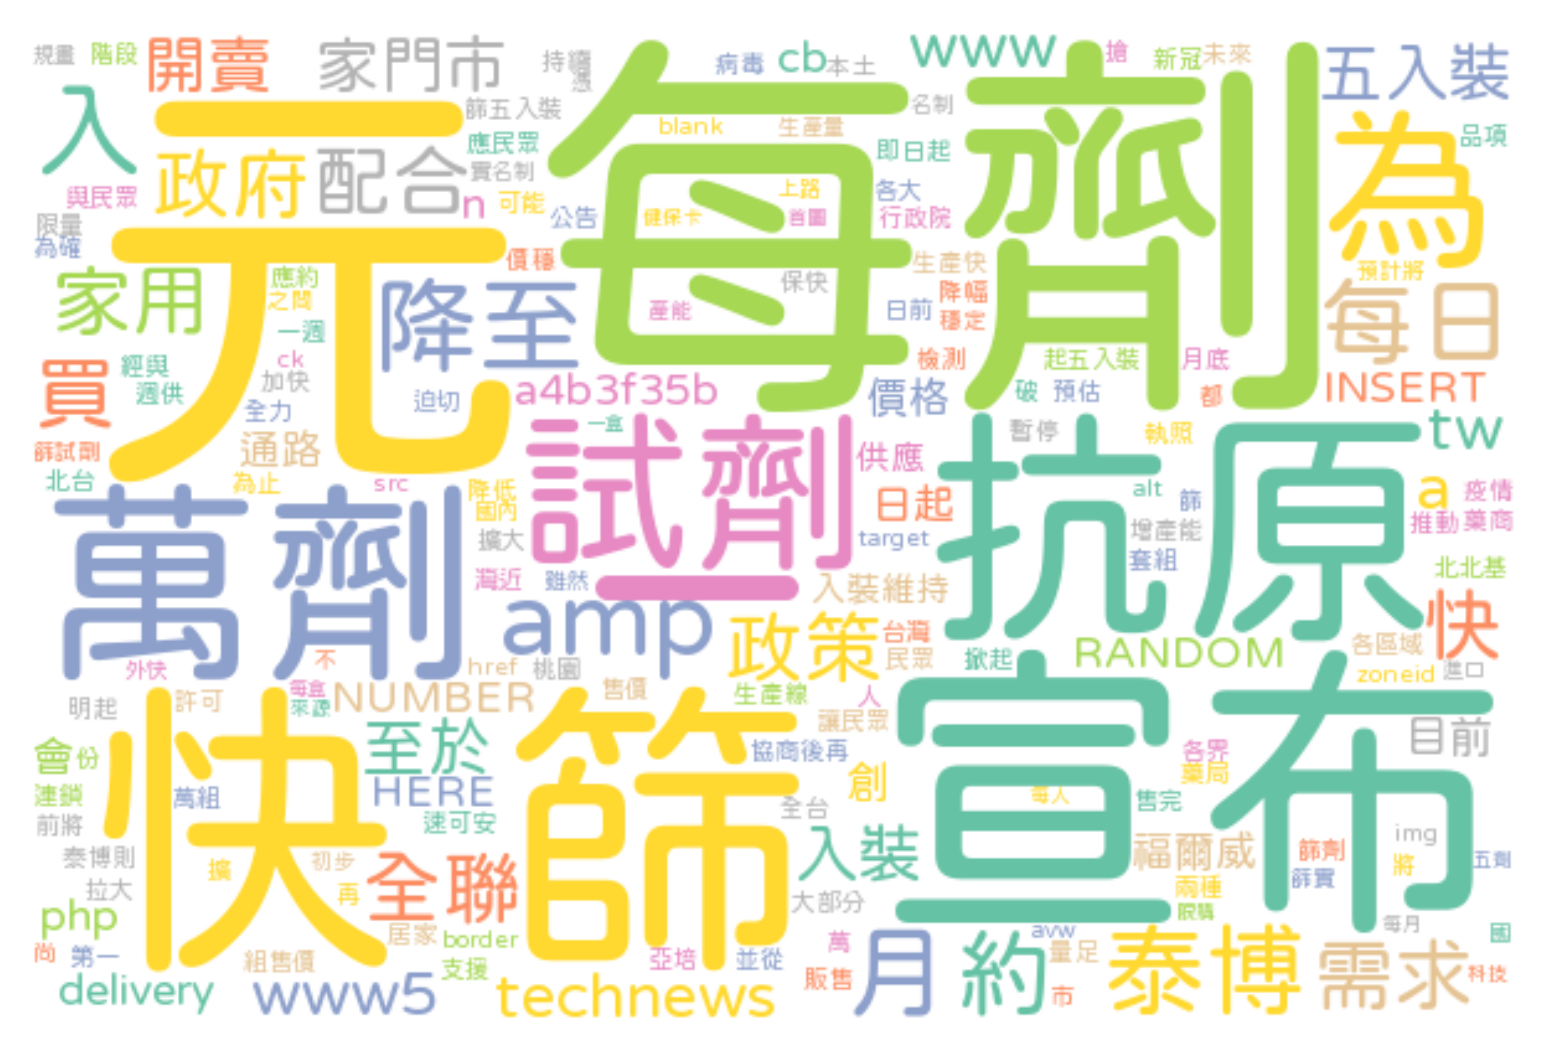 規畫 階段 開賣 家門市 持續 病毒 cb 本土 www 搶 新冠 未來 五入裝
入 元 篩五入裝 每劑 名制 為 品項
政府 配合 應民眾 實名制 blank 生產量 即日起
與民眾 n 可能 公告 健保卡 上路 首圖 各大 行政院
限量 為確 價穩 生產快 預計將
家用 應約 之間 降至 保快 產能 日前 降幅 穩定 每日
一週 檢測 起五入裝 月底
買 經與 週供 ck 加快 全力 迫切 a4b3f35b 價格 破 預估 都 INSERT
篩試劑 通路 一盒 試劑 供應 暫停 執照 抗原 tw
北台 為止 src 降低 國內 日起 alt 篩 a 疫情
萬劑 擴大 target 增產能 推動 藥商
灣近 雖然 入裝維持 套組 北北基
amp 政策 台灣 快
外快 不 href 桃園 民眾 掀起 RANDOM 各區域 zoneid 進口
明起 許可 每盒 來源 NUMBER 售價 生產線 人 宣布
快篩 至於 讓民眾 目前
會 份 協商後再 各界 藥局
連鎖 萬組 HERE 創 每人 售完
前將 速可安 全台 img
泰博則 擴 初步 全聯 入裝 福爾威 篩劑 將 五劑
拉大 再 大部分 兩種 篩實 眼睛
php 居家 border 每月 國
尚 第一 組售價 支援 亞培 並從 萬 avw 量足
delivery www5 technews 販售 月 約 市 泰博 需求 科技